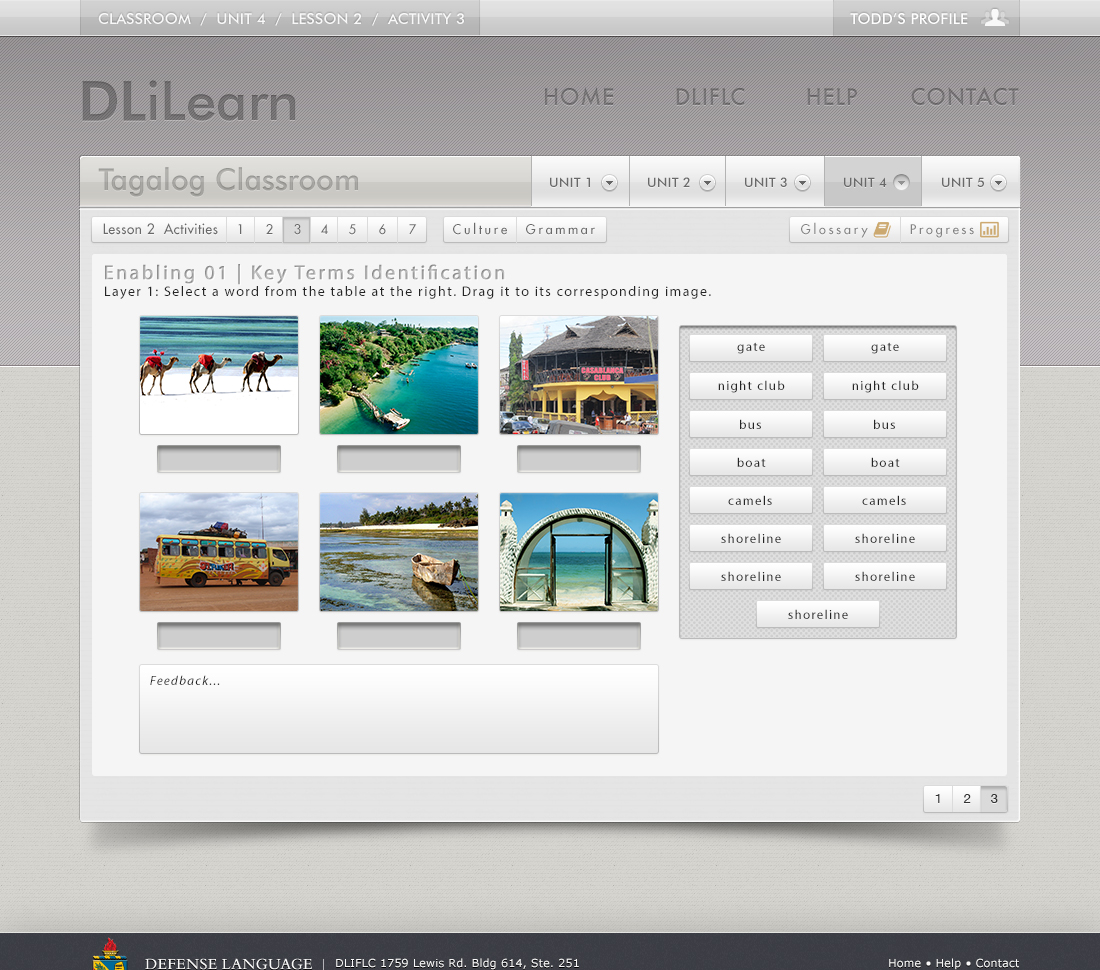 CLASSROOM / UNIT 4 / LESSON 2 / ACTIVITY 3
TODD'S PROFILE
DLiLearn
HOME DLIFLC HELP CONTACT
Tagalog Classroom
UNIT 1 UNIT 2 UNIT 3 UNIT 4 UNIT 5
Lesson 2 Activities 1 2 3 4 5 6 7
Culture Grammar
Glossary Progress
Enabling 01 | Key Terms Identification
Layer 1: Select a word from the table at the right. Drag it to its corresponding image.
CASABLANCA
CLUB
gate gate
night club night club
bus bus
boat boat
camels camels
shoreline shoreline
shoreline shoreline
shoreline
Feedback...
1 2 3
DEFENSE LANGUAGE | DLIFLC 1759 Lewis Rd. Bldg 614, Ste. 251
Home • Help • Contact